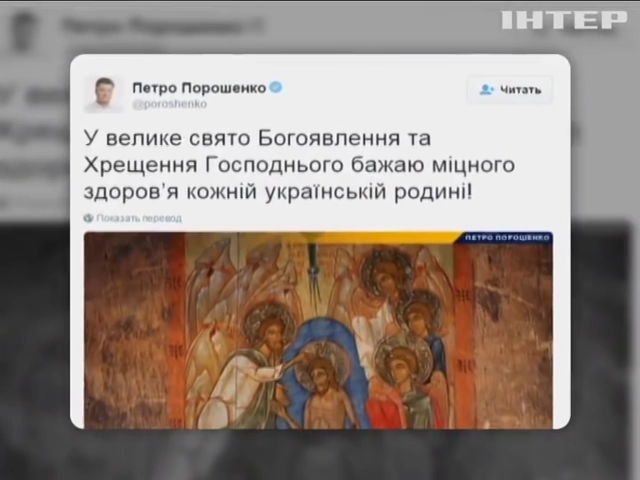 ІНТЕР
Петро Порошенко
@poroshenko
Читать
У велике свято Богоявлення та
Хрещення Господнього бажаю міцного
здоров’я кожній українській родині!
Показать перевод
ПЕТРО ПОРОШЕНКО